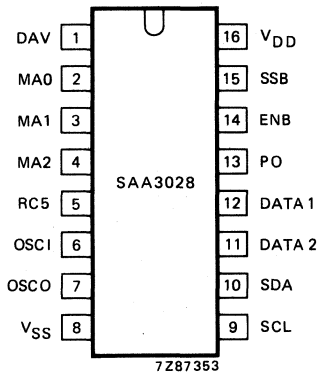 DAV 1 16 VDD
MA0 2 15 SSB
MA1 3 14 ENB
MA2 4 13 PO
SAA3028
RC5 5 12 DATA 1
OSCI 6 11 DATA 2
OSCO 7 10 SDA
VSS 8 9 SCL
7Z87353